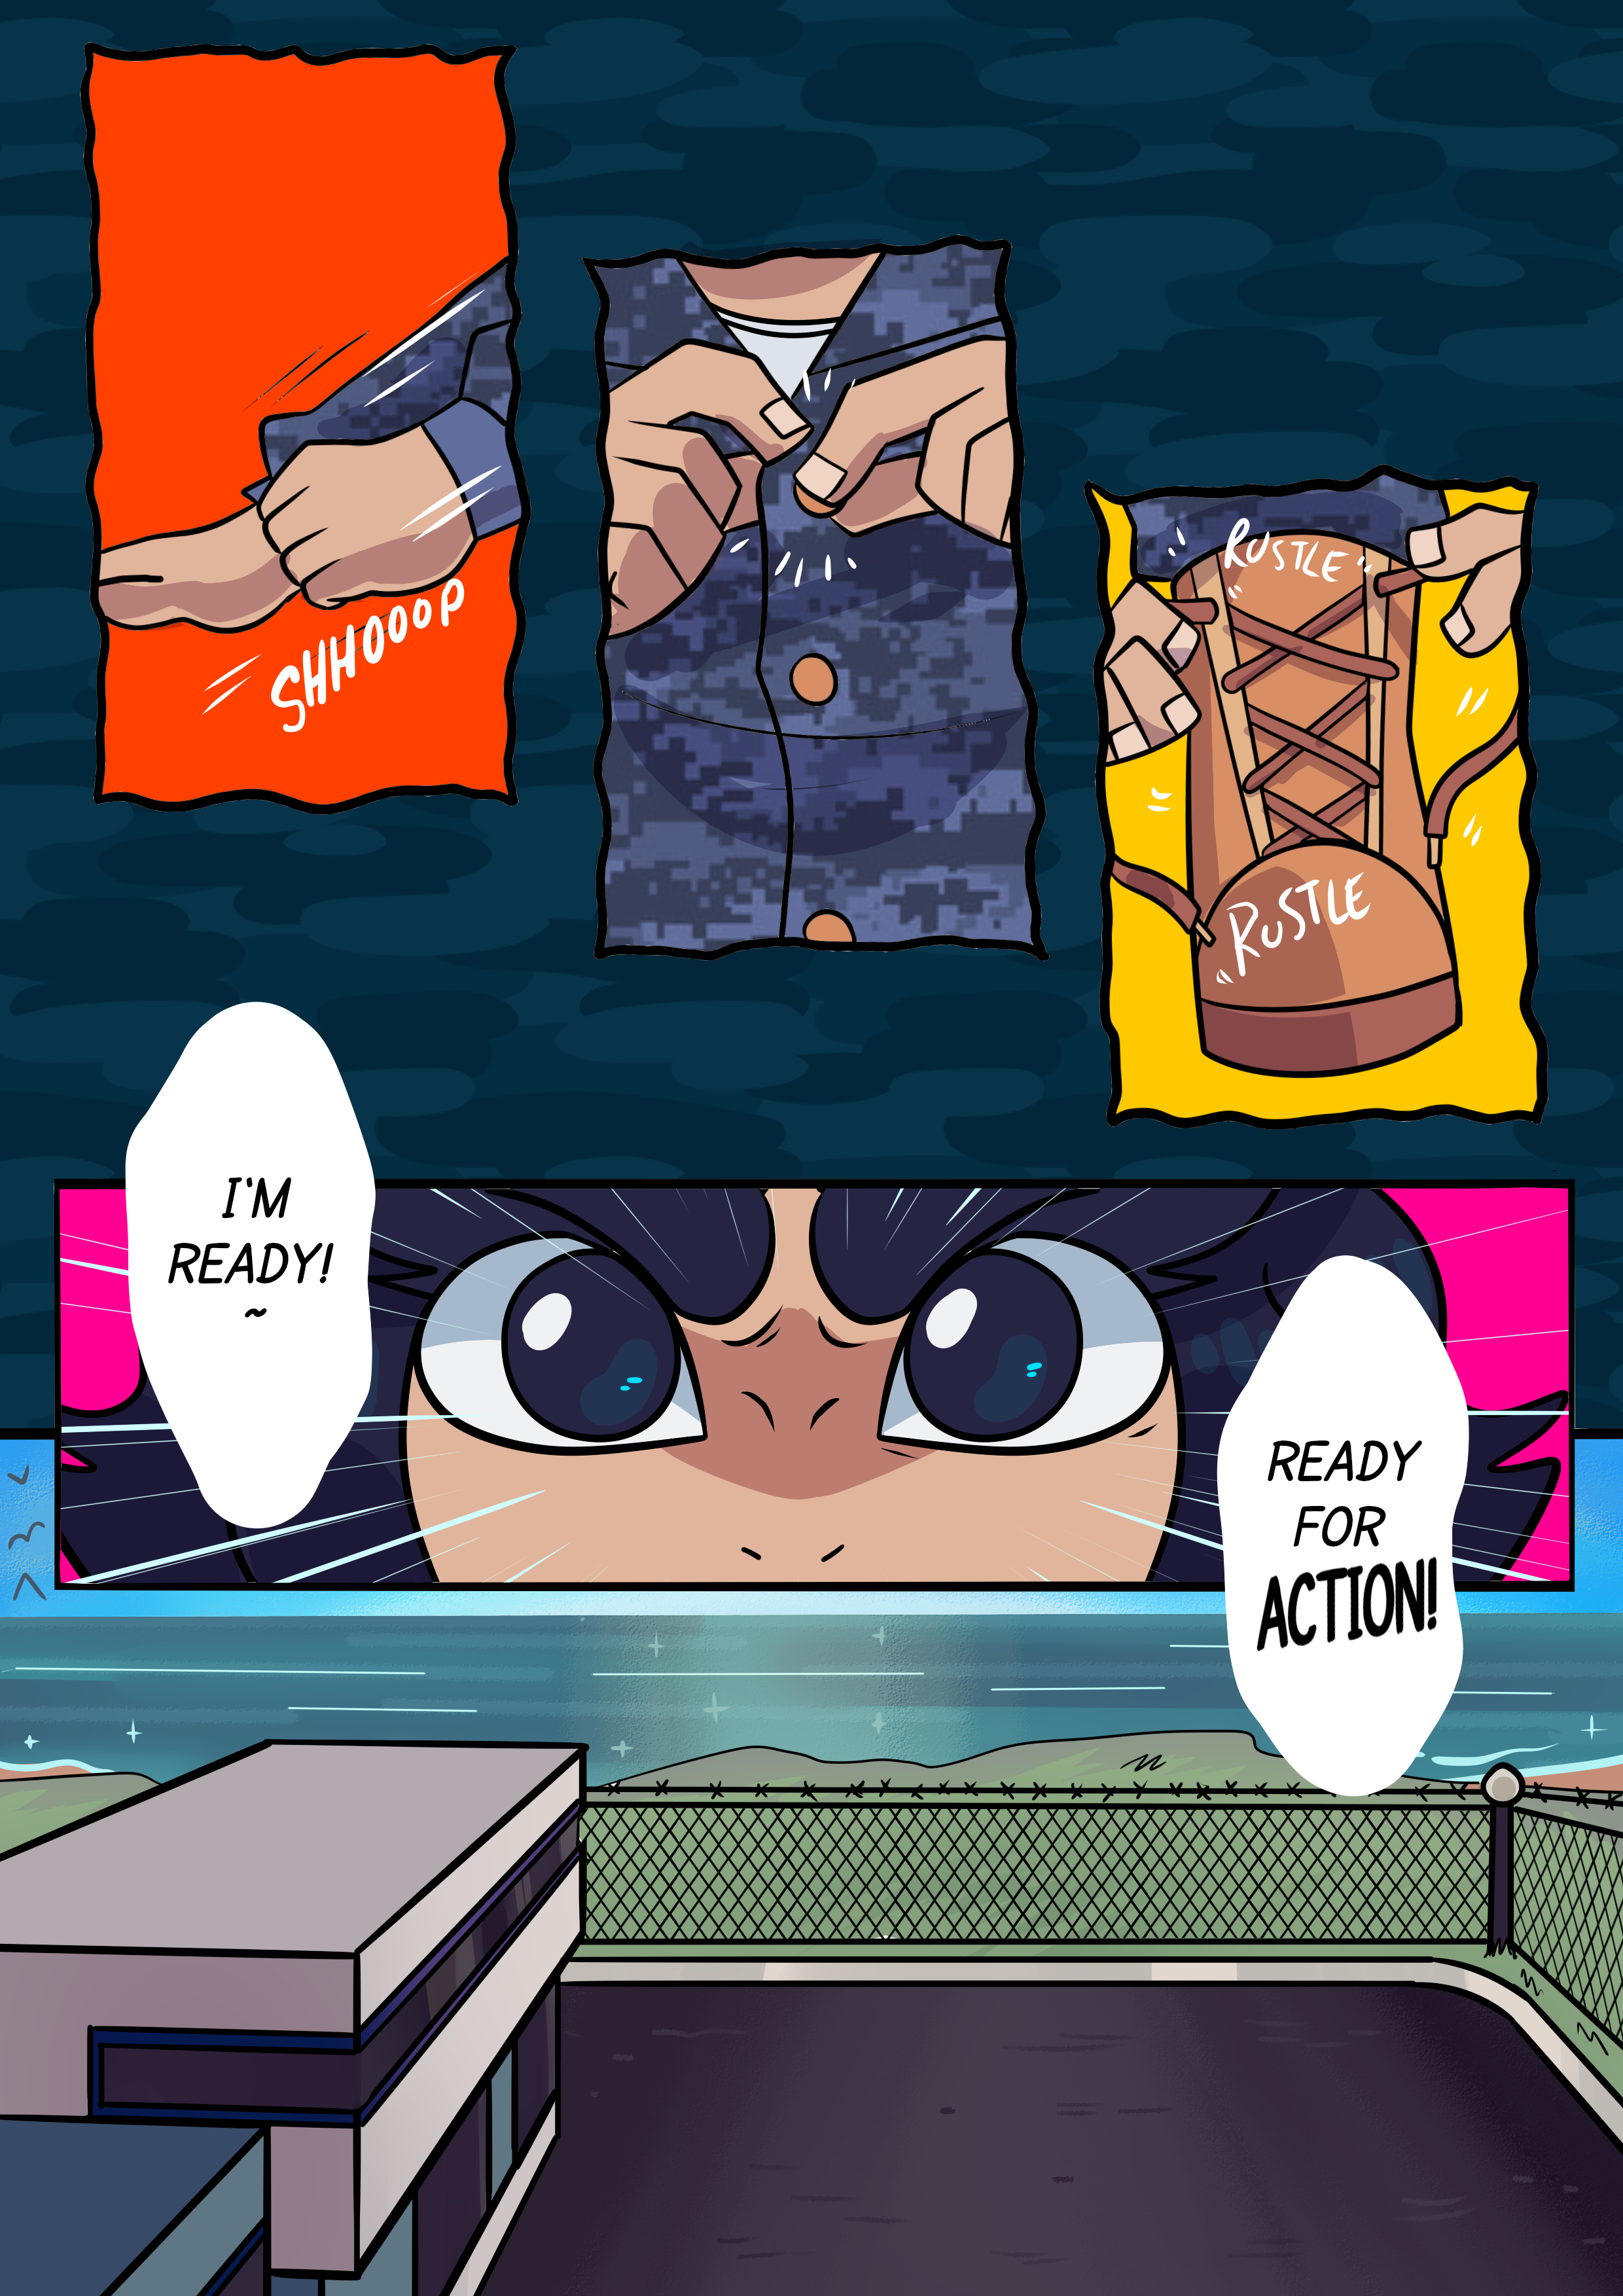 SHHOOOP
RUSTLE
RUSTLE
I'M
READY!
~
READY
FOR
ACTION!